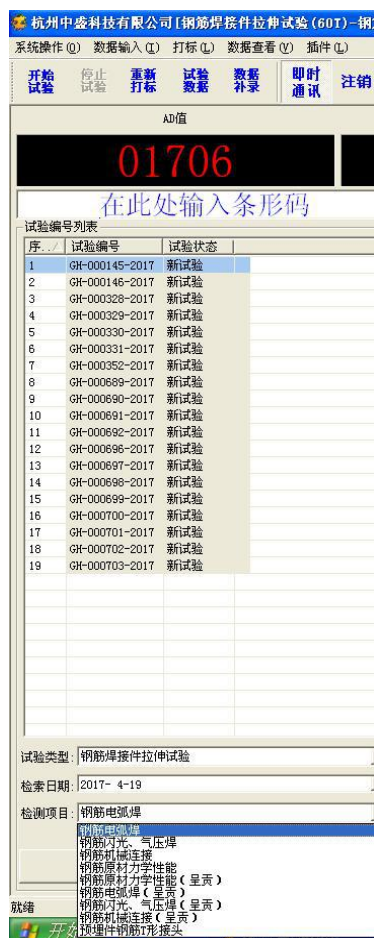 杭州中盛科技有限公司[钢筋焊接件拉伸试验(60T)-钢
系统操作(O) 数据输入(I) 打标(L) 数据查看(V) 插件(L)
开始试验 停止试验 重新打标 试验数据 数据补录 即时通讯 注销
AD值
01706
在此处输入条形码
试验编号列表
序../ 试验编号 试验状态
1 GH-000145-2017 新试验
2 GH-000146-2017 新试验
3 GH-000328-2017 新试验
4 GH-000329-2017 新试验
5 GH-000330-2017 新试验
6 GH-000331-2017 新试验
7 GH-000352-2017 新试验
8 GH-000689-2017 新试验
9 GH-000690-2017 新试验
10 GH-000691-2017 新试验
11 GH-000692-2017 新试验
12 GH-000696-2017 新试验
13 GH-000697-2017 新试验
14 GH-000698-2017 新试验
15 GH-000699-2017 新试验
16 GH-000700-2017 新试验
17 GH-000701-2017 新试验
18 GH-000702-2017 新试验
19 GH-000703-2017 新试验
试验类型: 钢筋焊接件拉伸试验
检索日期: 2017- 4-19
检测项目: 钢筋电弧焊
钢筋电弧焊
钢筋闪光、气压焊
钢筋机械连接
钢筋原材力学性能
钢筋原材力学性能(呈贡)
钢筋电弧焊(呈贡)
就绪 钢筋闪光、气压焊(呈贡)
钢筋机械连接(呈贡)
开始 预埋件钢筋T形接头